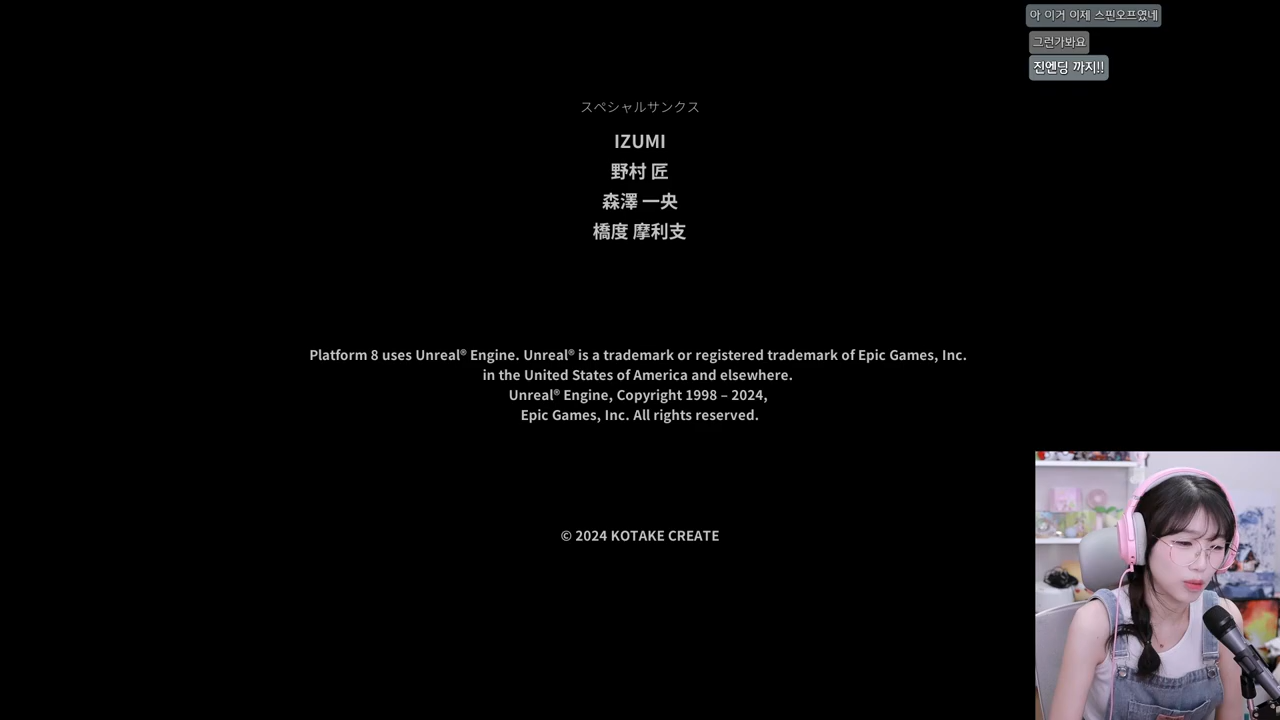 아 이거 이제 스핀오프였네
그런가봐요
진엔딩 까지!!
スペシャルサンクス
IZUMI
野村 匠
森澤 一央
橋度 摩利支
Platform 8 uses Unreal® Engine. Unreal® is a trademark or registered trademark of Epic Games, Inc.
in the United States of America and elsewhere.
Unreal® Engine, Copyright 1998 – 2024,
Epic Games, Inc. All rights reserved.
© 2024 KOTAKE CREATE